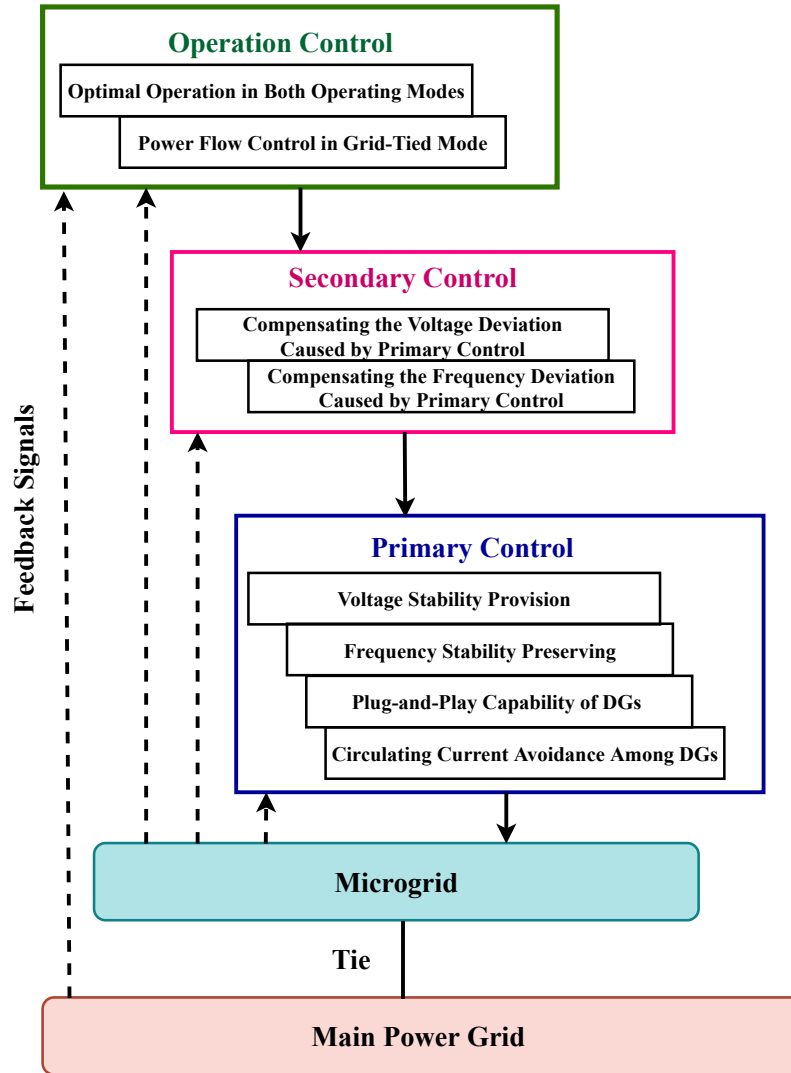 Operation Control
Optimal Operation in Both Operating Modes
Power Flow Control in Grid-Tied Mode
Secondary Control
Compensating the Voltage Deviation
Caused by Primary Control
Compensating the Frequency Deviation
Caused by Primary Control
Feedback Signals
Primary Control
Voltage Stability Provision
Frequency Stability Preserving
Plug-and-Play Capability of DGs
Circulating Current Avoidance Among DGs
Microgrid
Tie
Main Power Grid